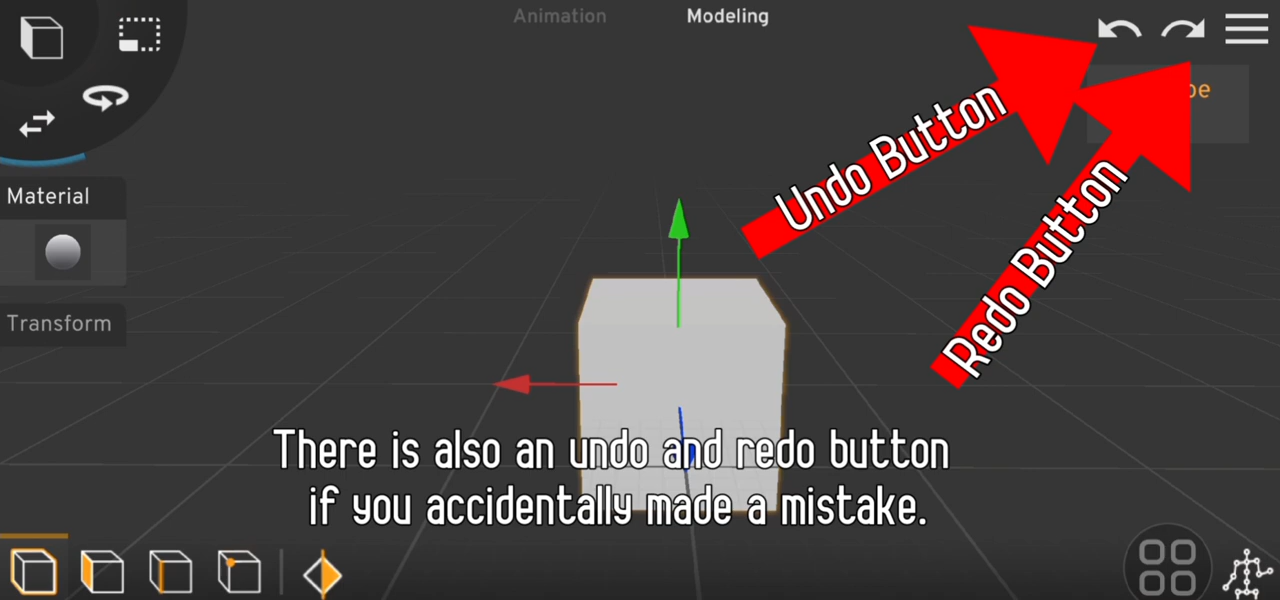 Animation
Modeling
Material
Transform
Undo Button
Redo Button
There is also an undo and redo button
if you accidentally made a mistake.